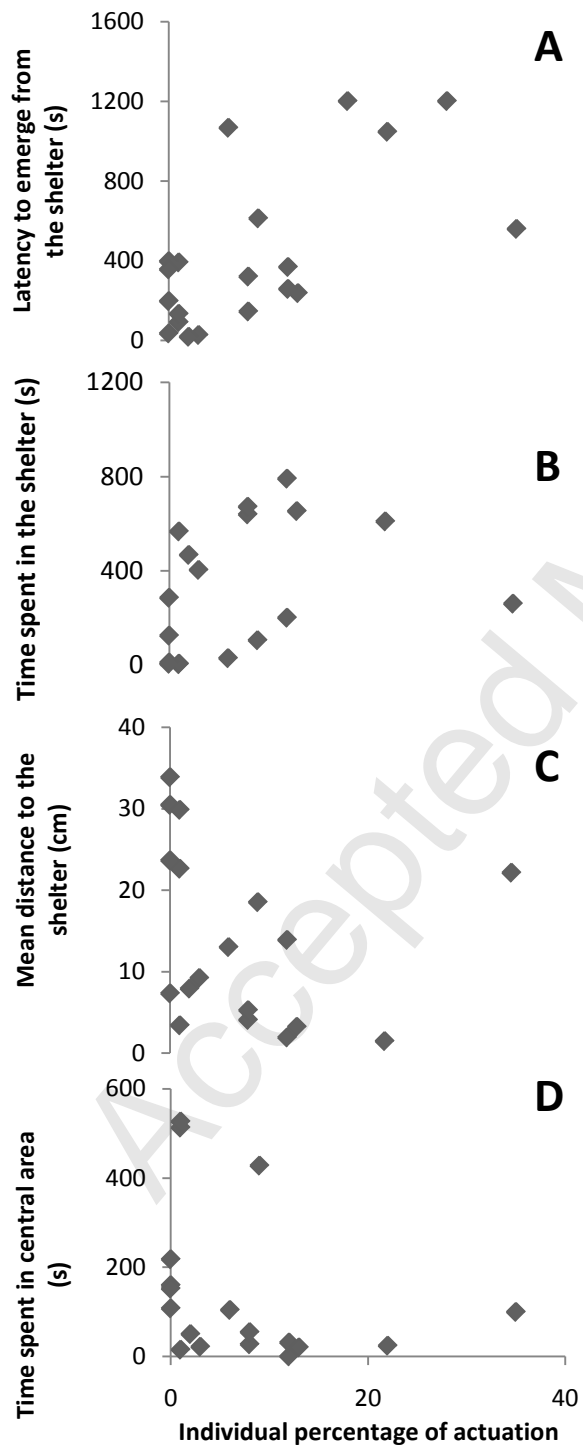 A
Latency to emerge from
the shelter (s)
1600
1200
800
400
0
B
Time spent in the shelter (s)
1200
800
400
0
C
Mean distance to the
shelter (cm)
40
30
20
10
0
D
Time spent in central area
(s)
600
400
200
0
0 20 40
Individual percentage of actuation
Accepted M